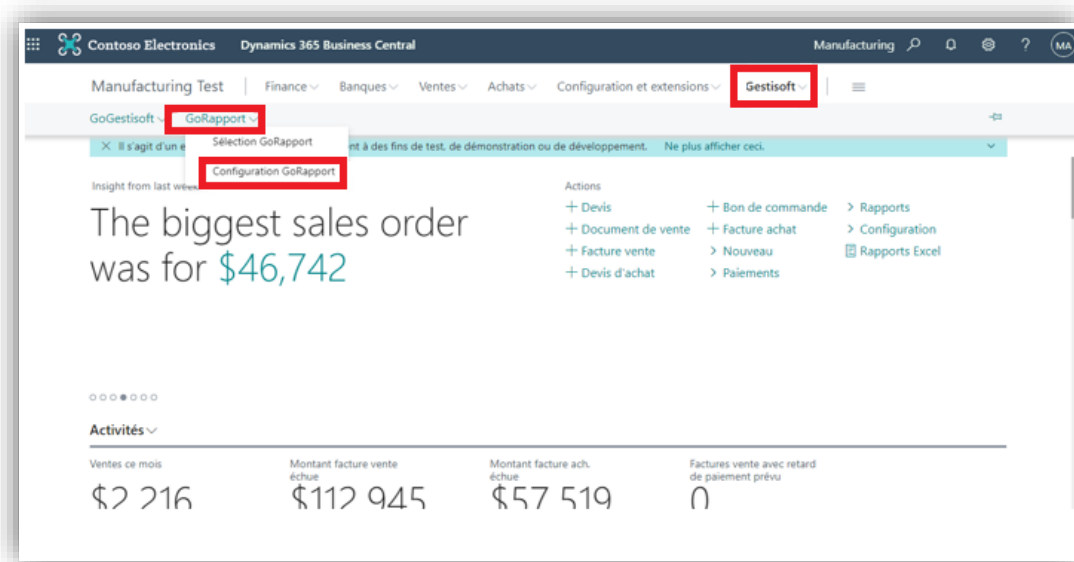 Contoso Electronics Dynamics 365 Business Central Manufacturing ? MA
Manufacturing Test Finance Banques Ventes Achats Configuration et extensions Gestisoft
GoGestisoft GoRapport
Sélection GoRapport
Configuration GoRapport
Il s'agit d'un e nt à des fins de test, de démonstration ou de développement. Ne plus afficher ceci.
Insight from last wee
The biggest sales order
was for $46,742
Actions
+ Devis + Bon de commande > Rapports
+ Document de vente + Facture achat > Configuration
+ Facture vente > Nouveau Rapports Excel
+ Devis d'achat > Paiements
Activités
Ventes ce mois Montant facture vente Montant facture ach. Factures vente avec retard
échue échue de paiement prévu
$2 216 $112 945 $57 519 0